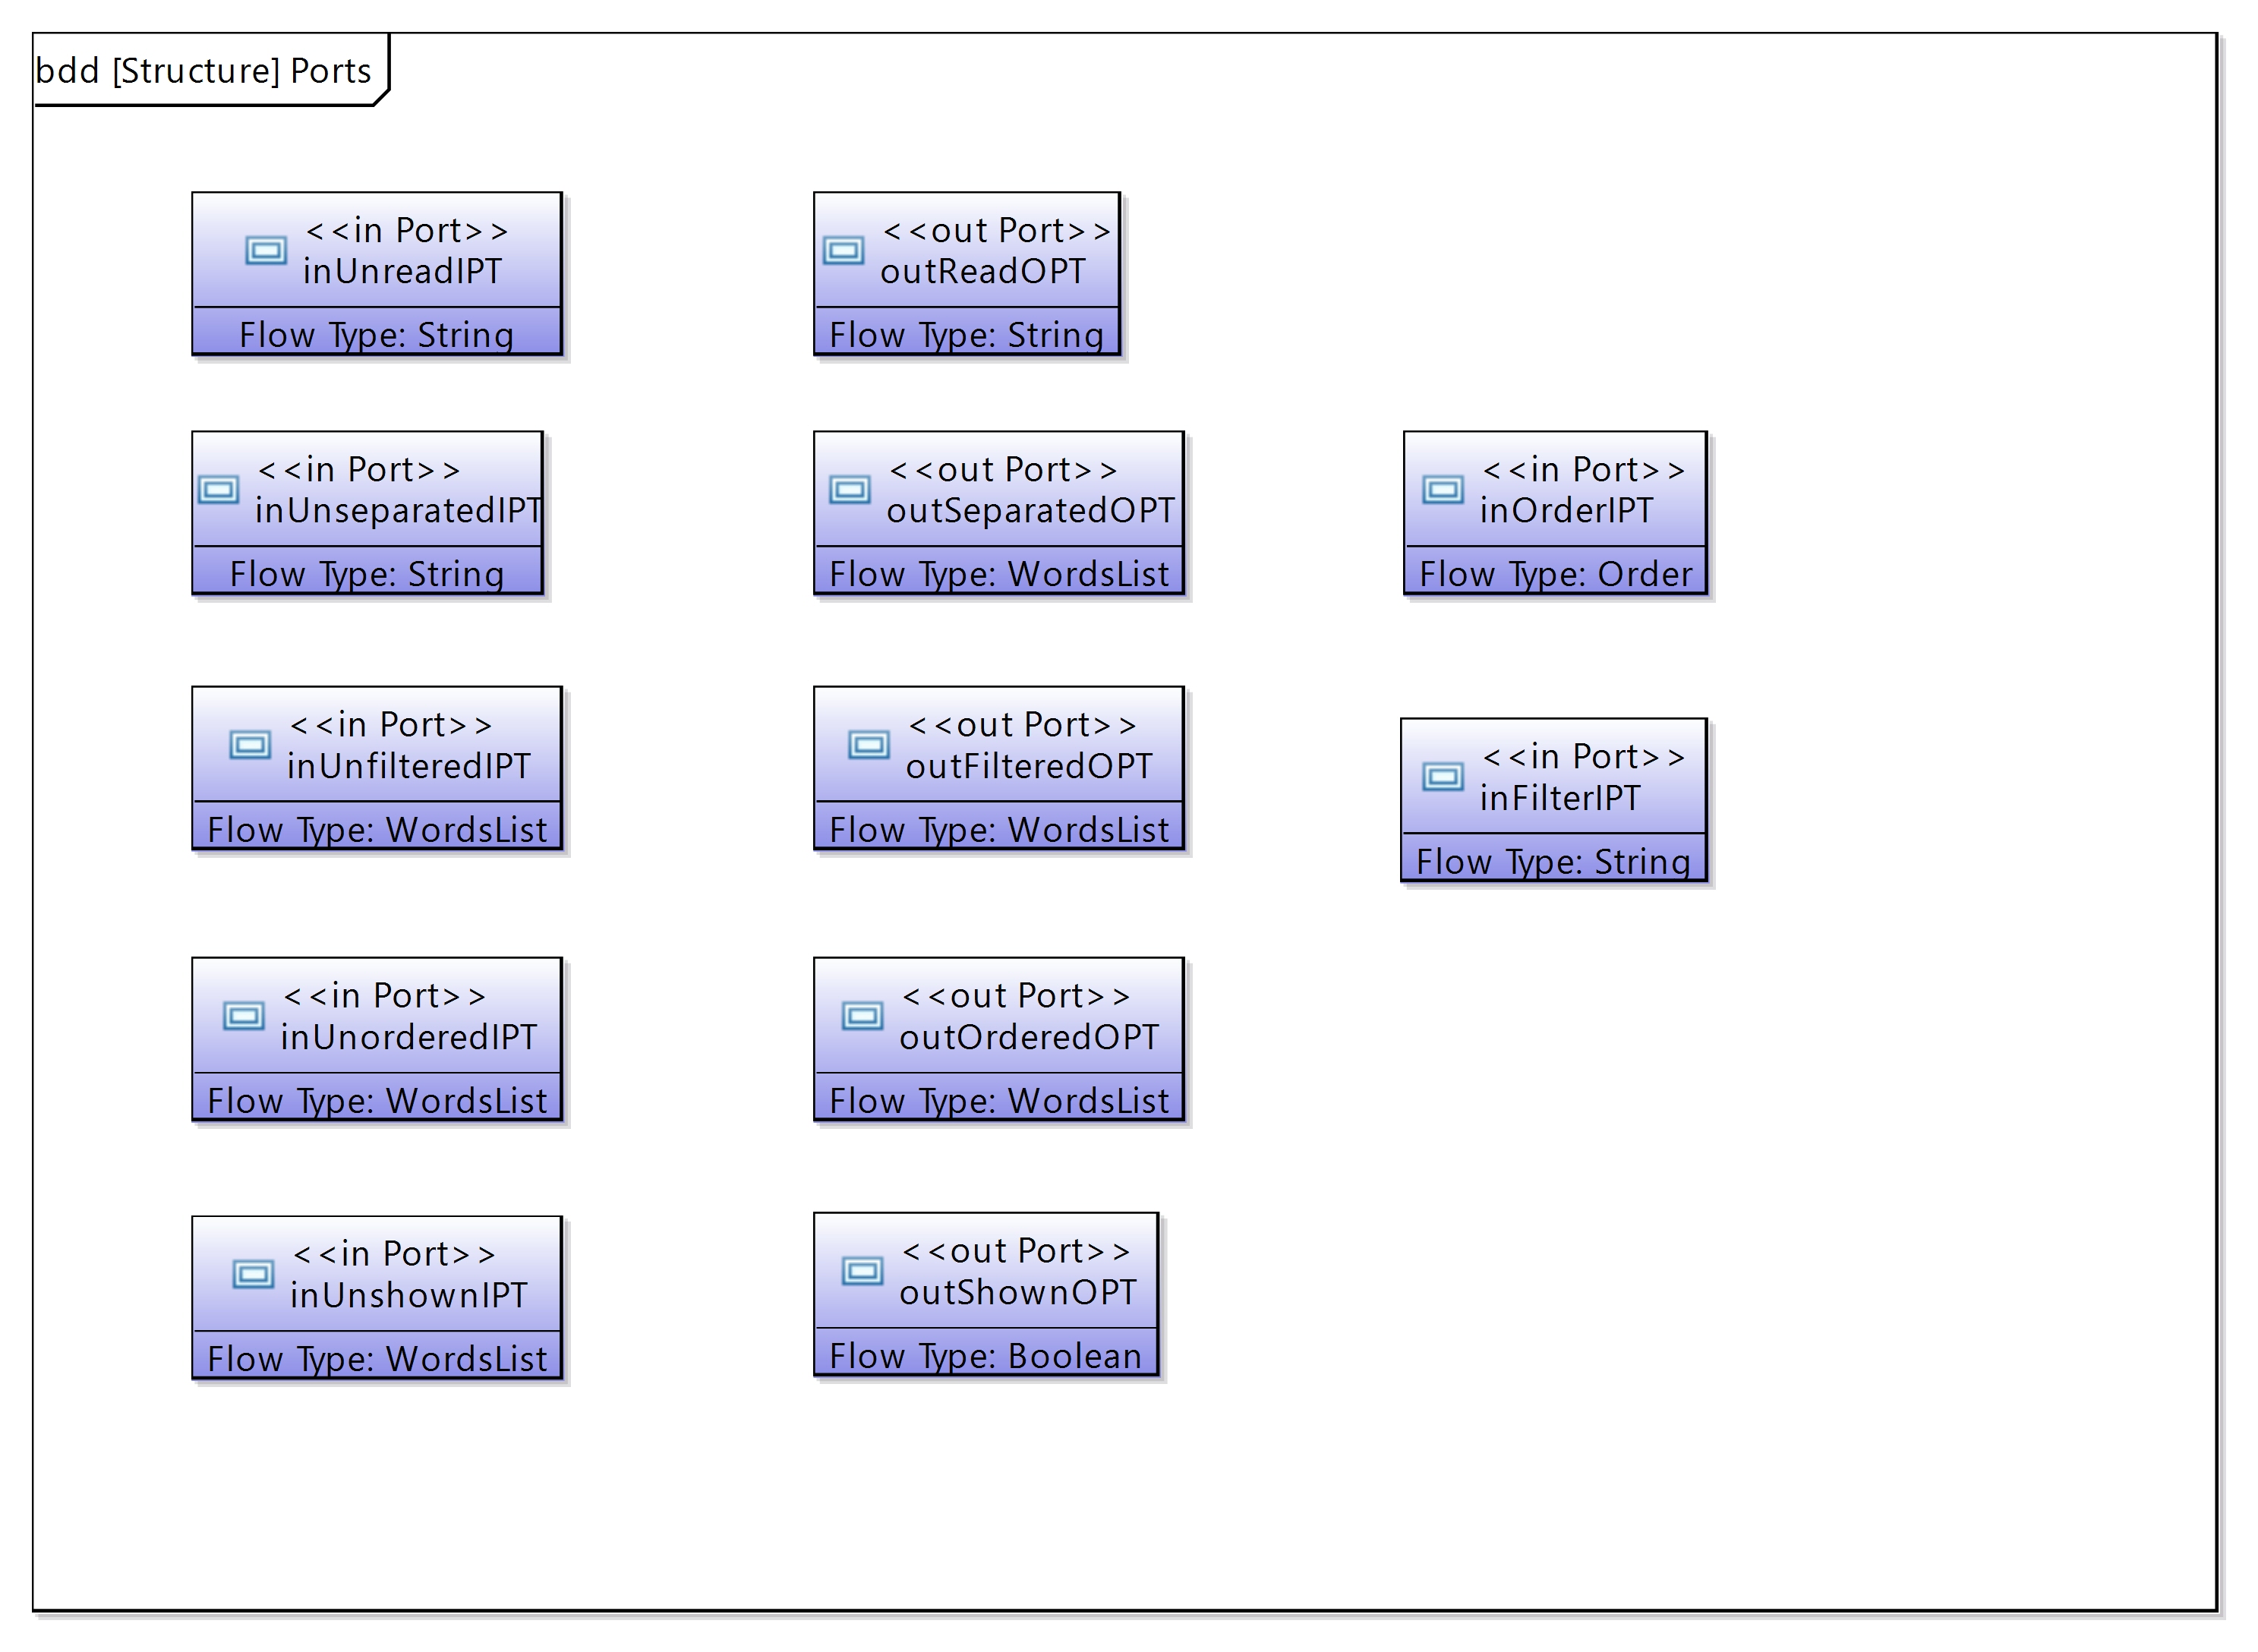 bdd [Structure] Ports
<<in Port>>
inUnreadIPT
Flow Type: String
<<out Port>>
outReadOPT
Flow Type: String
<<in Port>>
inUnseparatedIPT
Flow Type: String
<<out Port>>
outSeparatedOPT
Flow Type: WordsList
<<in Port>>
inOrderIPT
Flow Type: Order
<<in Port>>
inUnfilteredIPT
Flow Type: WordsList
<<out Port>>
outFilteredOPT
Flow Type: WordsList
<<in Port>>
inFilterIPT
Flow Type: String
<<in Port>>
inUnorderedIPT
Flow Type: WordsList
<<out Port>>
outOrderedOPT
Flow Type: WordsList
<<in Port>>
inUnshownIPT
Flow Type: WordsList
<<out Port>>
outShownOPT
Flow Type: Boolean